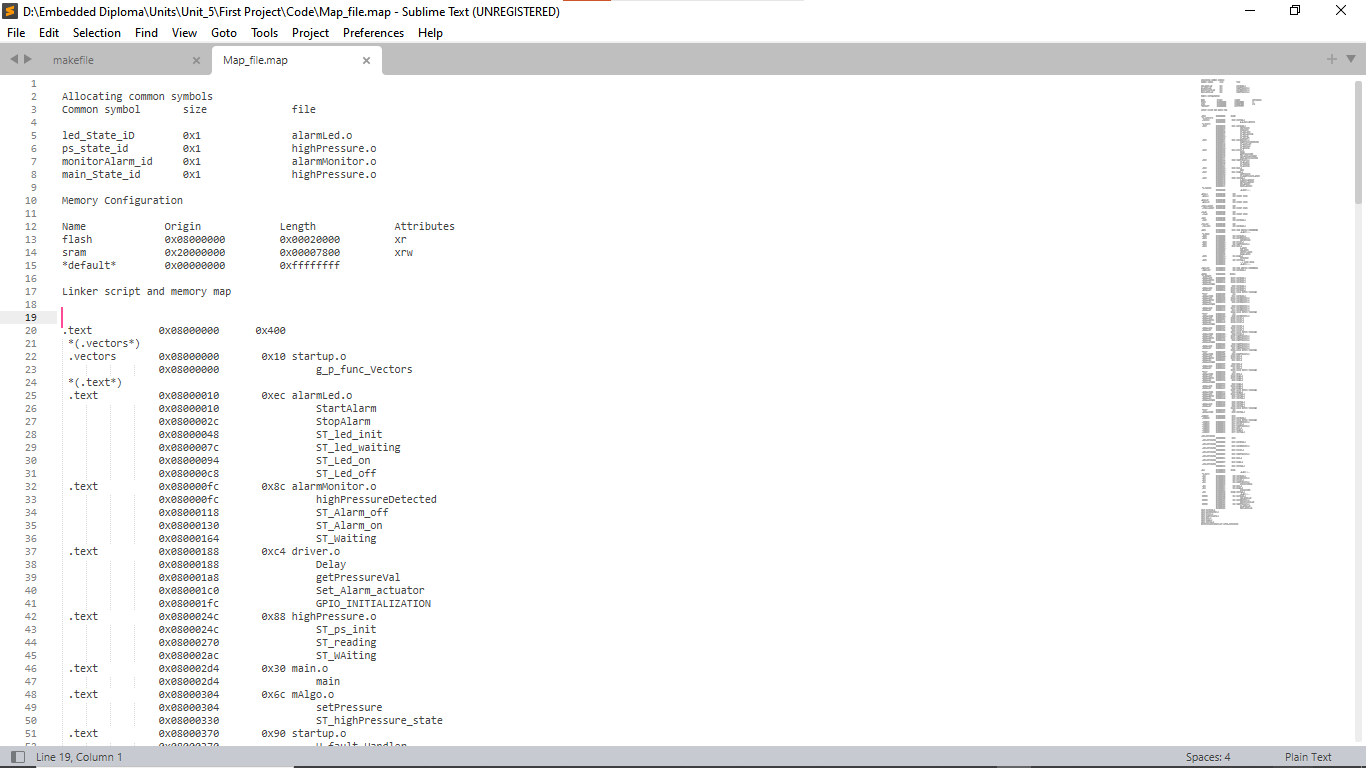 D:\Embedded Diploma\Units\Unit_5\First Project\Code\Map_file.map - Sublime Text (UNREGISTERED)
File Edit Selection Find View Goto Tools Project Preferences Help
makefile × Map_file.map ×
1
2 Allocating common symbols
3 Common symbol size file
4
5 led_State_iD 0x1 alarmLed.o
6 ps_state_id 0x1 highPressure.o
7 monitorAlarm_id 0x1 alarmMonitor.o
8 main_State_id 0x1 highPressure.o
9
10 Memory Configuration
11
12 Name Origin Length Attributes
13 flash 0x08000000 0x00020000 xr
14 sram 0x20000000 0x00007800 xrw
15 *default* 0x00000000 0xffffffff
16
17 Linker script and memory map
18
19
20 .text 0x08000000 0x400
21 *(.vectors*)
22 .vectors 0x08000000 0x10 startup.o
23 0x08000000 g_p_func_Vectors
24 *(.text*)
25 .text 0x08000010 0xec alarmLed.o
26 0x08000010 StartAlarm
27 0x0800002c StopAlarm
28 0x08000048 ST_led_init
29 0x0800007c ST_led_waiting
30 0x08000094 ST_Led_on
31 0x080000c8 ST_Led_off
32 .text 0x080000fc 0x8c alarmMonitor.o
33 0x080000fc highPressureDetected
34 0x08000118 ST_Alarm_off
35 0x08000130 ST_Alarm_on
36 0x08000164 ST_Waiting
37 .text 0x08000188 0xc4 driver.o
38 0x08000188 Delay
39 0x080001a8 getPressureVal
40 0x080001c0 Set_Alarm_actuator
41 0x080001fc GPIO_INITIALIZATION
42 .text 0x0800024c 0x88 highPressure.o
43 0x0800024c ST_ps_init
44 0x08000270 ST_reading
45 0x080002ac ST_WAiting
46 .text 0x080002d4 0x30 main.o
47 0x080002d4 main
48 .text 0x08000304 0x6c mAlgo.o
49 0x08000304 setPressure
50 0x08000330 ST_highPressure_state
51 .text 0x08000370 0x90 startup.o
Line 19, Column 1 Spaces: 4 Plain Text